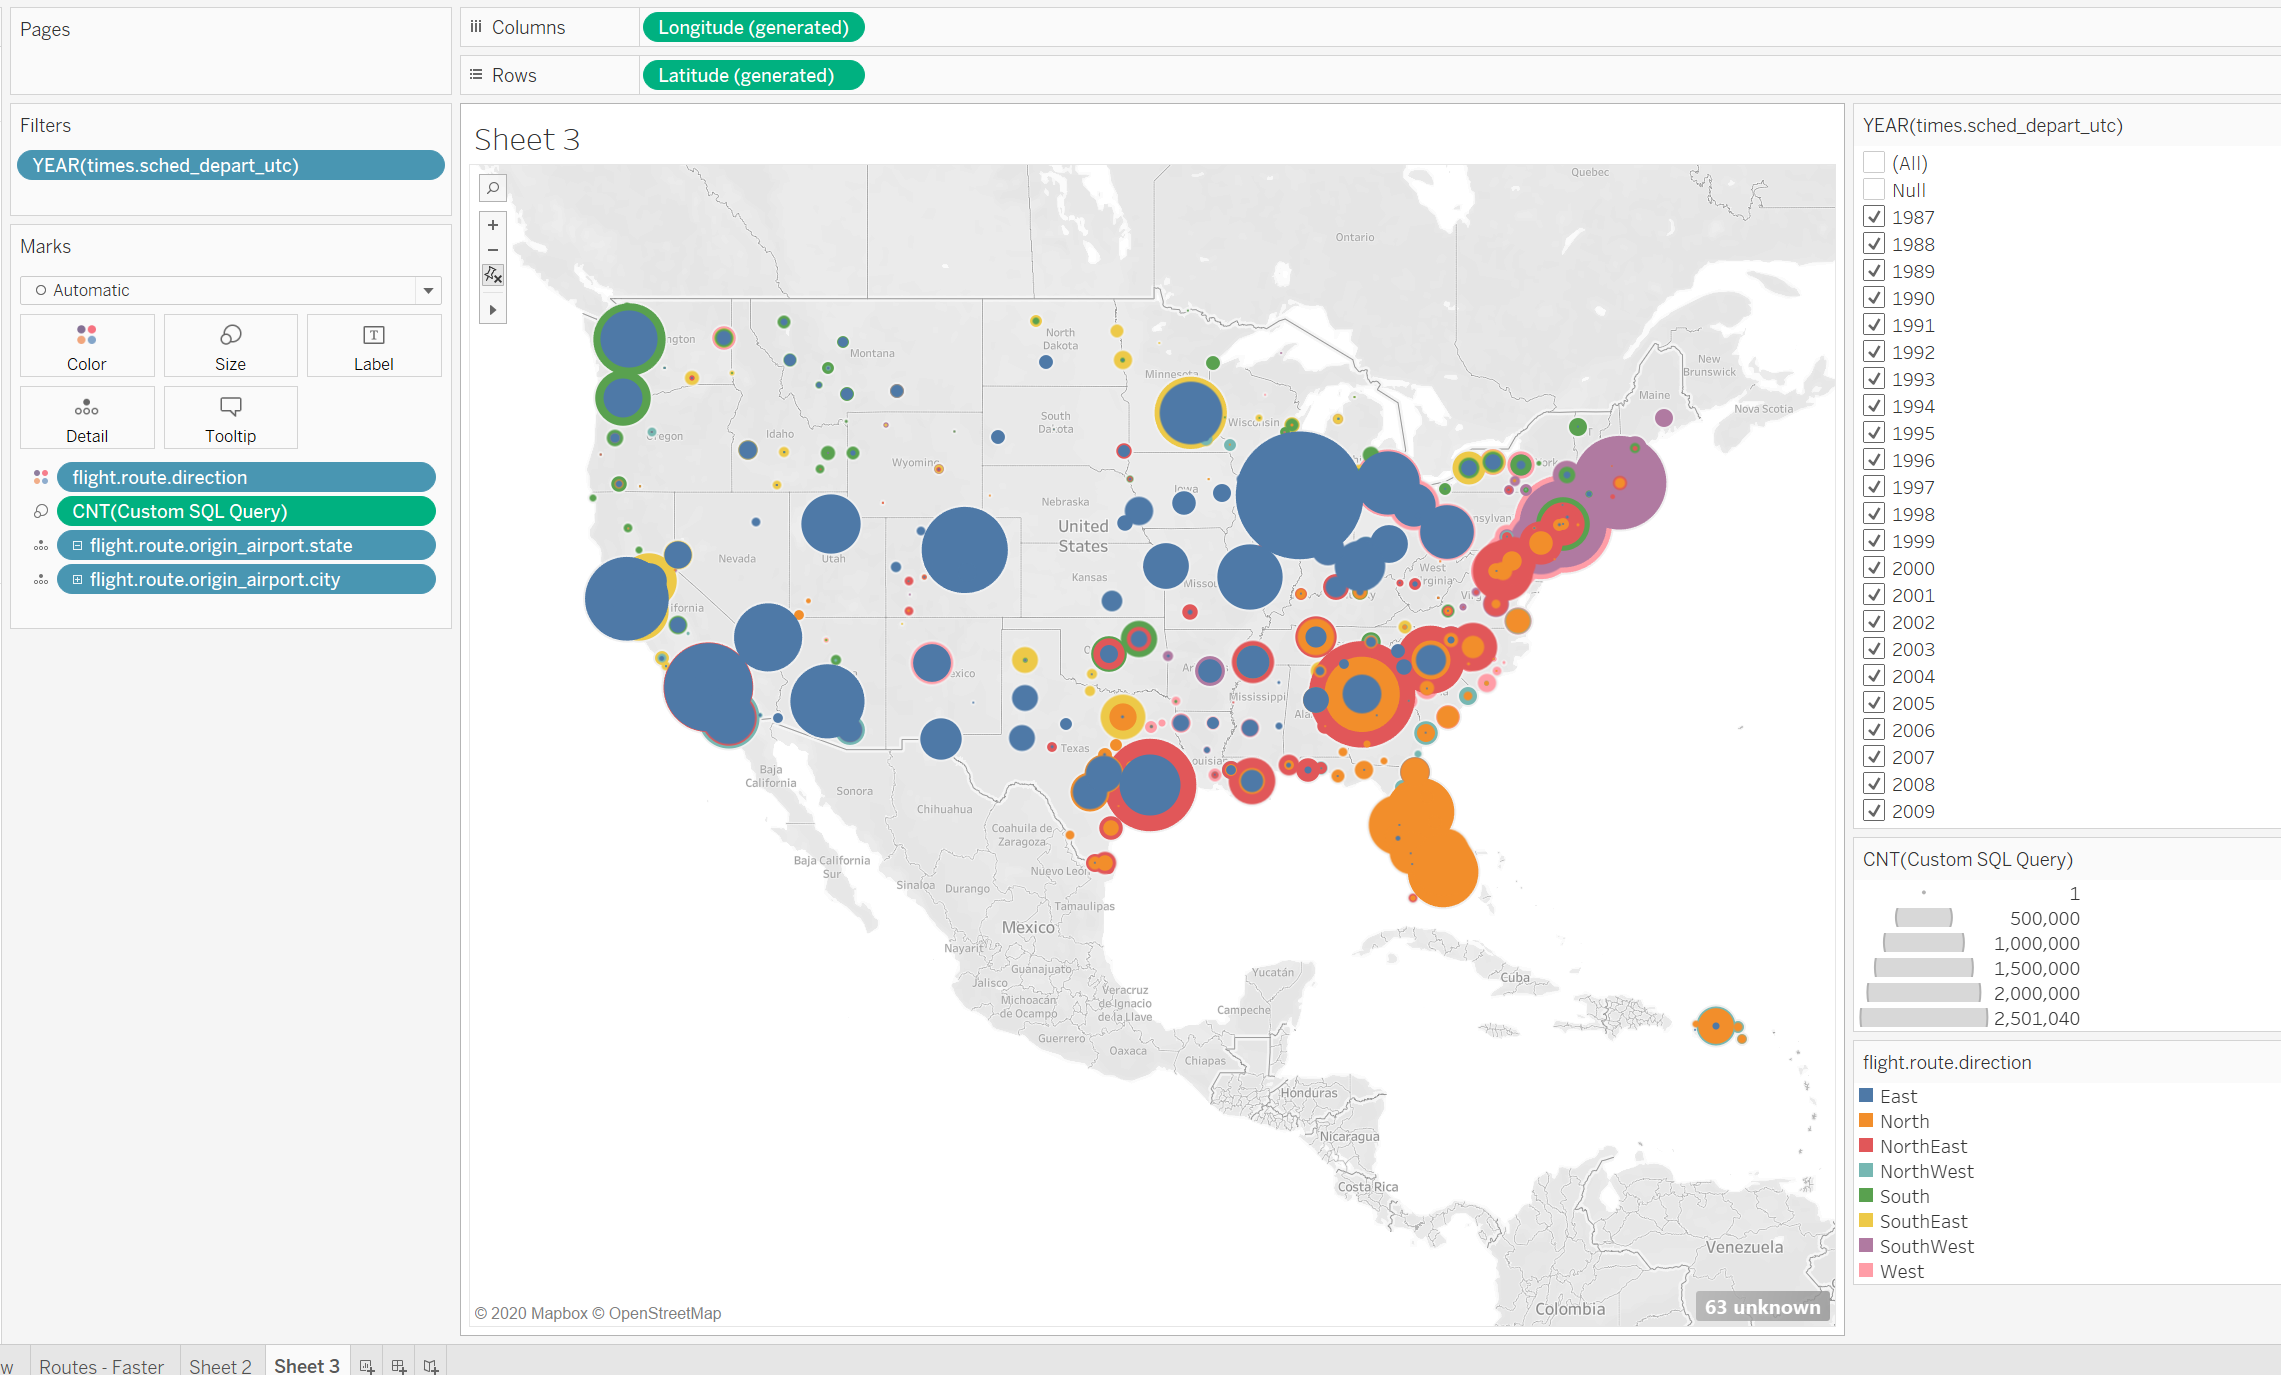 Pages
Columns
Longitude (generated)
Rows
Latitude (generated)
Filters
YEAR(times.sched_depart_utc)
Marks
Automatic
Color
Size
Label
Detail
Tooltip
flight.route.direction
CNT(Custom SQL Query)
flight.route.origin_airport.state
flight.route.origin_airport.city
Sheet 3
Quebec
Ontario
ngton
Montana
North
Dakota
Minnesota
New
Brunswick
Maine
Nova Scotia
South
Dakota
Wisconsin
Oregon
Idaho
Wyoming
Iowa
Nebraska
United
States
nsylvan
Nevada
Utah
Kansas
Missou
West
Virginia
ifornia
exico
Mississippi
Ala
Texas
ouisian
Baja
California
Sonora
Chihuahua
Coahuila de
Zaragoza
Baja California
Sur
Nuevo León
Sinaloa
Durango
Tamaulipas
Mexico
Nayarit
Guanajuato
Yucatán
Cuba
Jalisco
Michoacán
de Ocampo
Veracruz
de Ignacio
de la Llave
Campeche
Guerrero
Oaxaca
Chiapas
Honduras
Nicaragua
Costa Rica
Venezuela
Colombia
© 2020 Mapbox © OpenStreetMap
63 unknown
YEAR(times.sched_depart_utc)
(All)
Null
1987
1988
1989
1990
1991
1992
1993
1994
1995
1996
1997
1998
1999
2000
2001
2002
2003
2004
2005
2006
2007
2008
2009
CNT(Custom SQL Query)
1
500,000
1,000,000
1,500,000
2,000,000
2,501,040
flight.route.direction
East
North
NorthEast
NorthWest
South
SouthEast
SouthWest
West
w
Routes - Faster
Sheet 2
Sheet 3